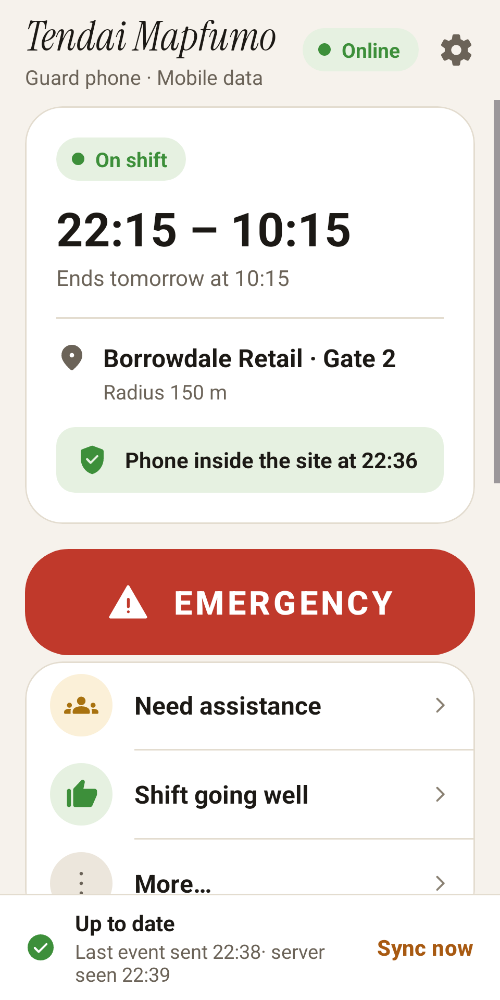 Tendai Mapfumo
Online
Guard phone · Mobile data
On shift
22:15 – 10:15
Ends tomorrow at 10:15
Borrowdale Retail · Gate 2
Radius 150 m
Phone inside the site at 22:36
EMERGENCY
Need assistance
Shift going well
More...
Up to date
Last event sent 22:38· server
seen 22:39
Sync now